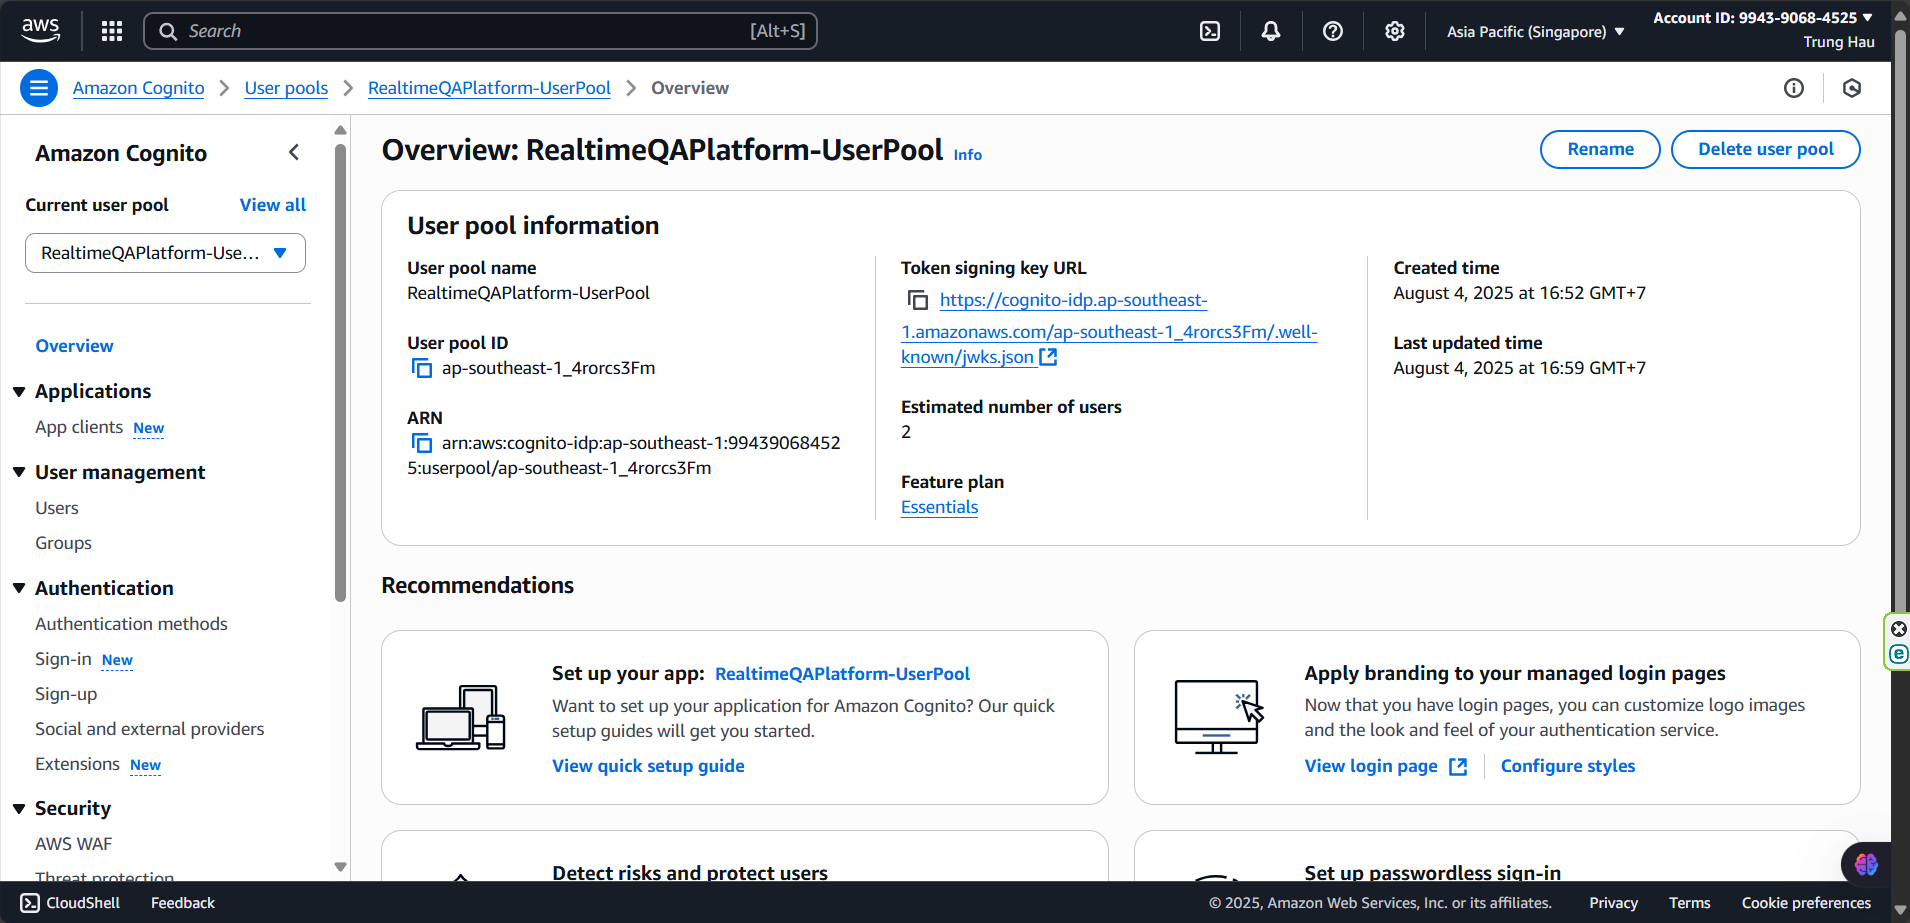 aws
Search
[Alt+S]
Asia Pacific (Singapore)
Account ID: 9943-9068-4525
Trung Hau
Amazon Cognito
User pools
RealtimeQAPlatform-UserPool
Overview
Amazon Cognito
Current user pool
View all
RealtimeQAPlatform-Use...
Overview
Applications
App clients New
User management
Users
Groups
Authentication
Authentication methods
Sign-in New
Sign-up
Social and external providers
Extensions New
Security
AWS WAF
Threat protection
Overview: RealtimeQAPlatform-UserPool Info
Rename
Delete user pool
User pool information
User pool name
RealtimeQAPlatform-UserPool
User pool ID
ap-southeast-1_4rorcs3Fm
ARN
arn:aws:cognito-idp:ap-southeast-1:99439068452
5:userpool/ap-southeast-1_4rorcs3Fm
Token signing key URL
https://cognito-idp.ap-southeast-
1.amazonaws.com/ap-southeast-1_4rorcs3Fm/.well-
known/jwks.json
Estimated number of users
2
Feature plan
Essentials
Created time
August 4, 2025 at 16:52 GMT+7
Last updated time
August 4, 2025 at 16:59 GMT+7
Recommendations
Set up your app: RealtimeQAPlatform-UserPool
Want to set up your application for Amazon Cognito? Our quick
setup guides will get you started.
View quick setup guide
Apply branding to your managed login pages
Now that you have login pages, you can customize logo images
and the look and feel of your authentication service.
View login page
Configure styles
Detect risks and protect users
Set up passwordless sign-in
CloudShell
Feedback
© 2025, Amazon Web Services, Inc. or its affiliates.
Privacy
Terms
Cookie preferences